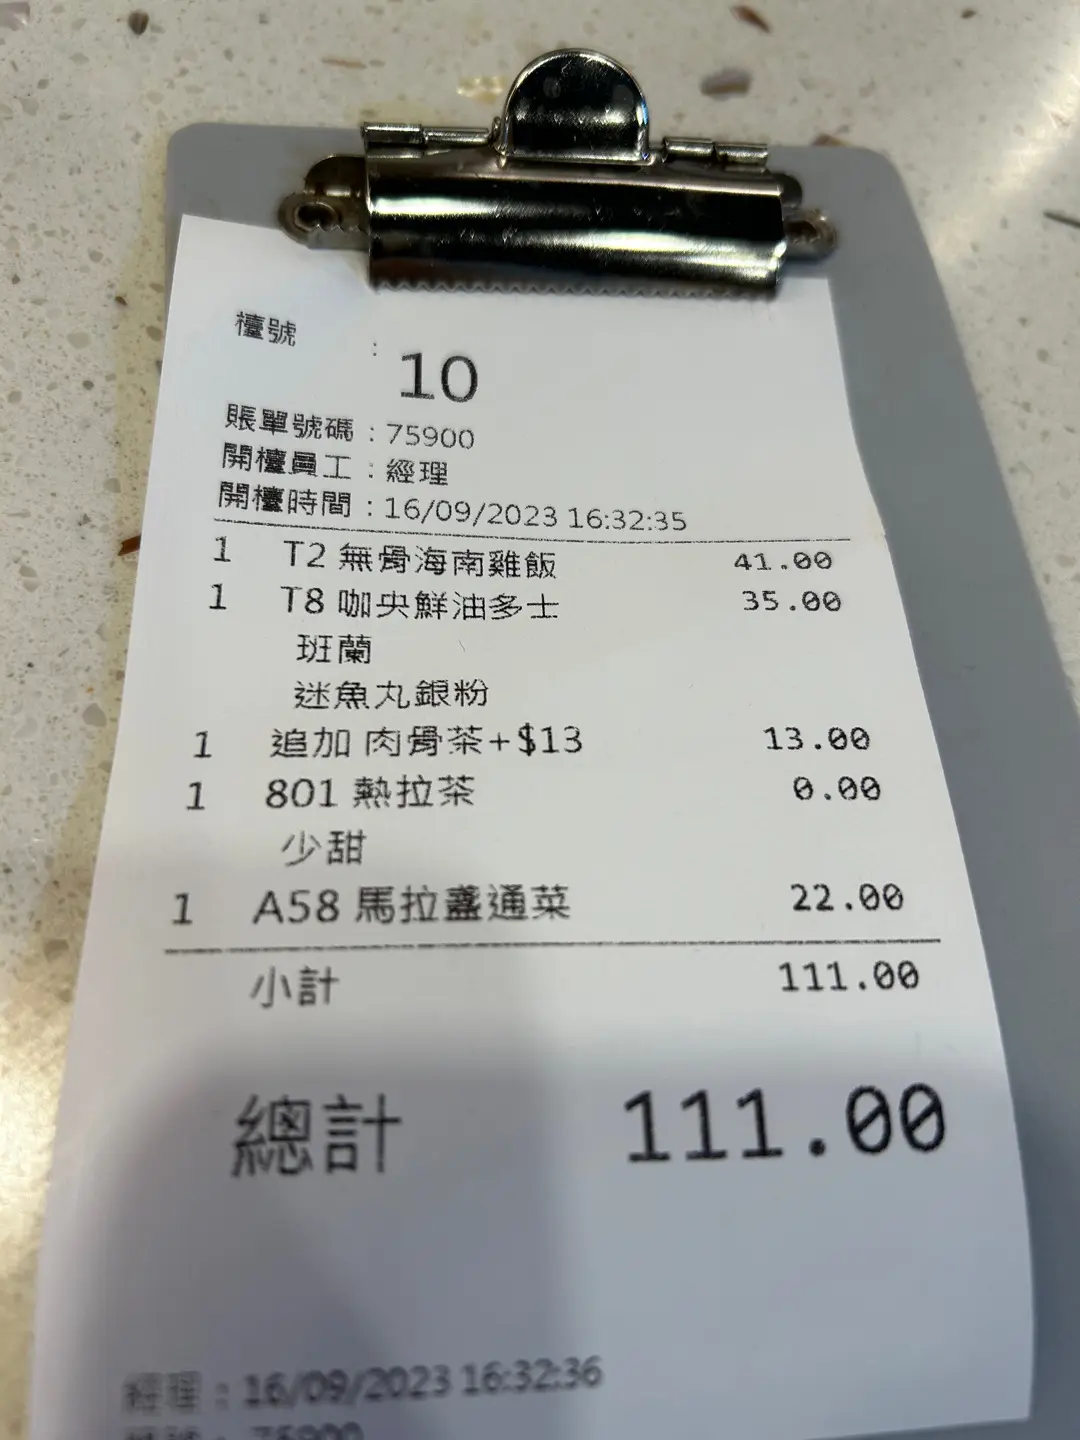 檯號 : 10
賬單號碼 : 75900
開檯員工 : 經理
開檯時間 : 16/09/2023 16:32:35
1 T2 無骨海南雞飯 41.00
1 T8 咖央鮮油多士 35.00
班蘭
迷魚丸銀粉
1 追加 肉骨茶+$13 13.00
1 801 熱拉茶 0.00
少甜
1 A58 馬拉盞通菜 22.00
小計 111.00
總計 111.00
經理 : 16/09/2023 16:32:36
75900